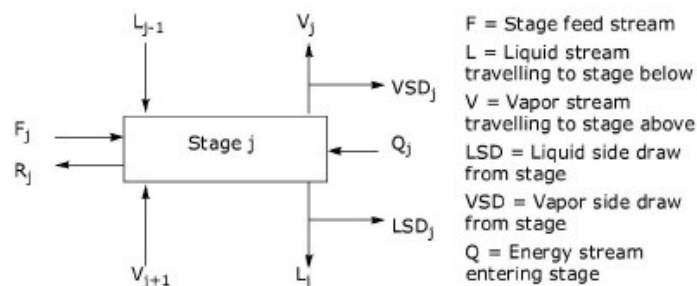 L_{j-1}
V_j
VSD_j
F_j
Stage j
Q_j
R_j
LSD_j
V_{j+1}
L_j
F = Stage feed stream
L = Liquid stream
travelling to stage below
V = Vapor stream
travelling to stage above
LSD = Liquid side draw
from stage
VSD = Vapor side draw
from stage
Q = Energy stream
entering stage